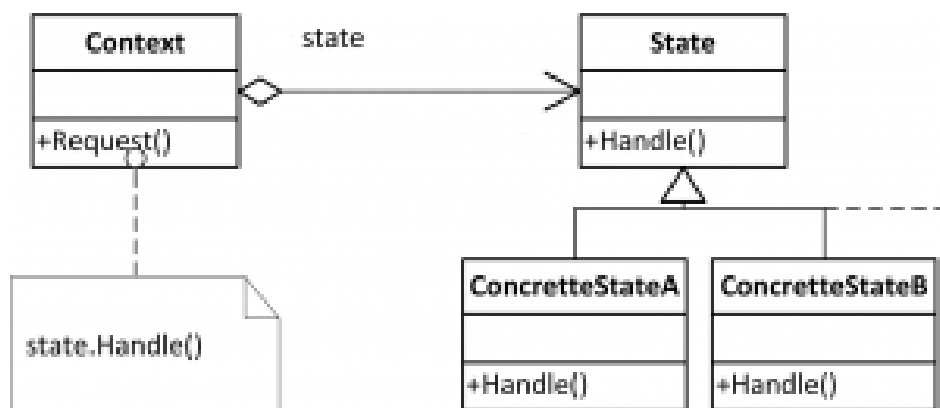 Context
state
State
+Request()
+Handle()
ConcretteStateA
ConcretteStateB
state.Handle()
+Handle()
+Handle()